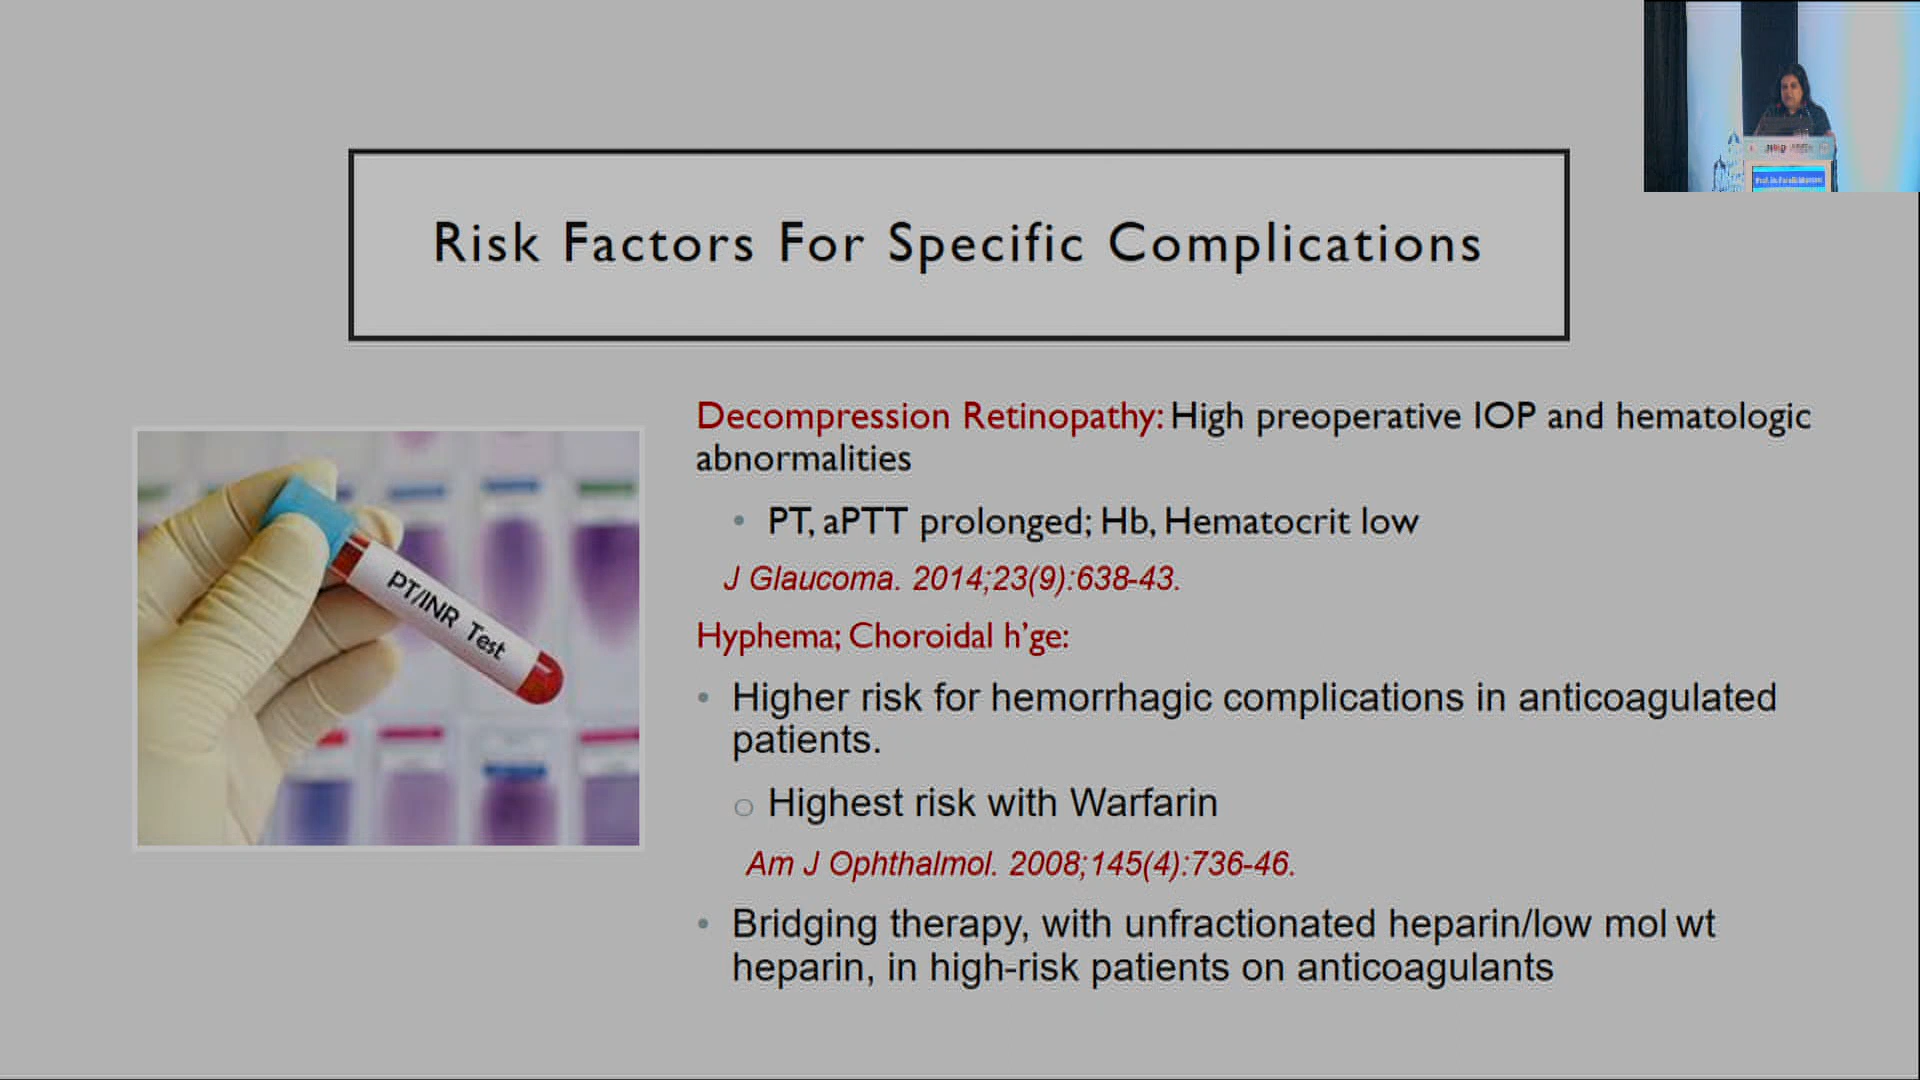 Risk Factors For Specific Complications
Decompression Retinopathy: High preoperative IOP and hematologic
abnormalities
• PT, aPTT prolonged; Hb, Hematocrit low
J Glaucoma. 2014;23(9):638-43.
Hyphema; Choroidal h'ge:
• Higher risk for hemorrhagic complications in anticoagulated
patients.
o Highest risk with Warfarin
Am J Ophthalmol. 2008;145(4):736-46.
• Bridging therapy, with unfractionated heparin/low mol wt
heparin, in high-risk patients on anticoagulants
PT/INR Test